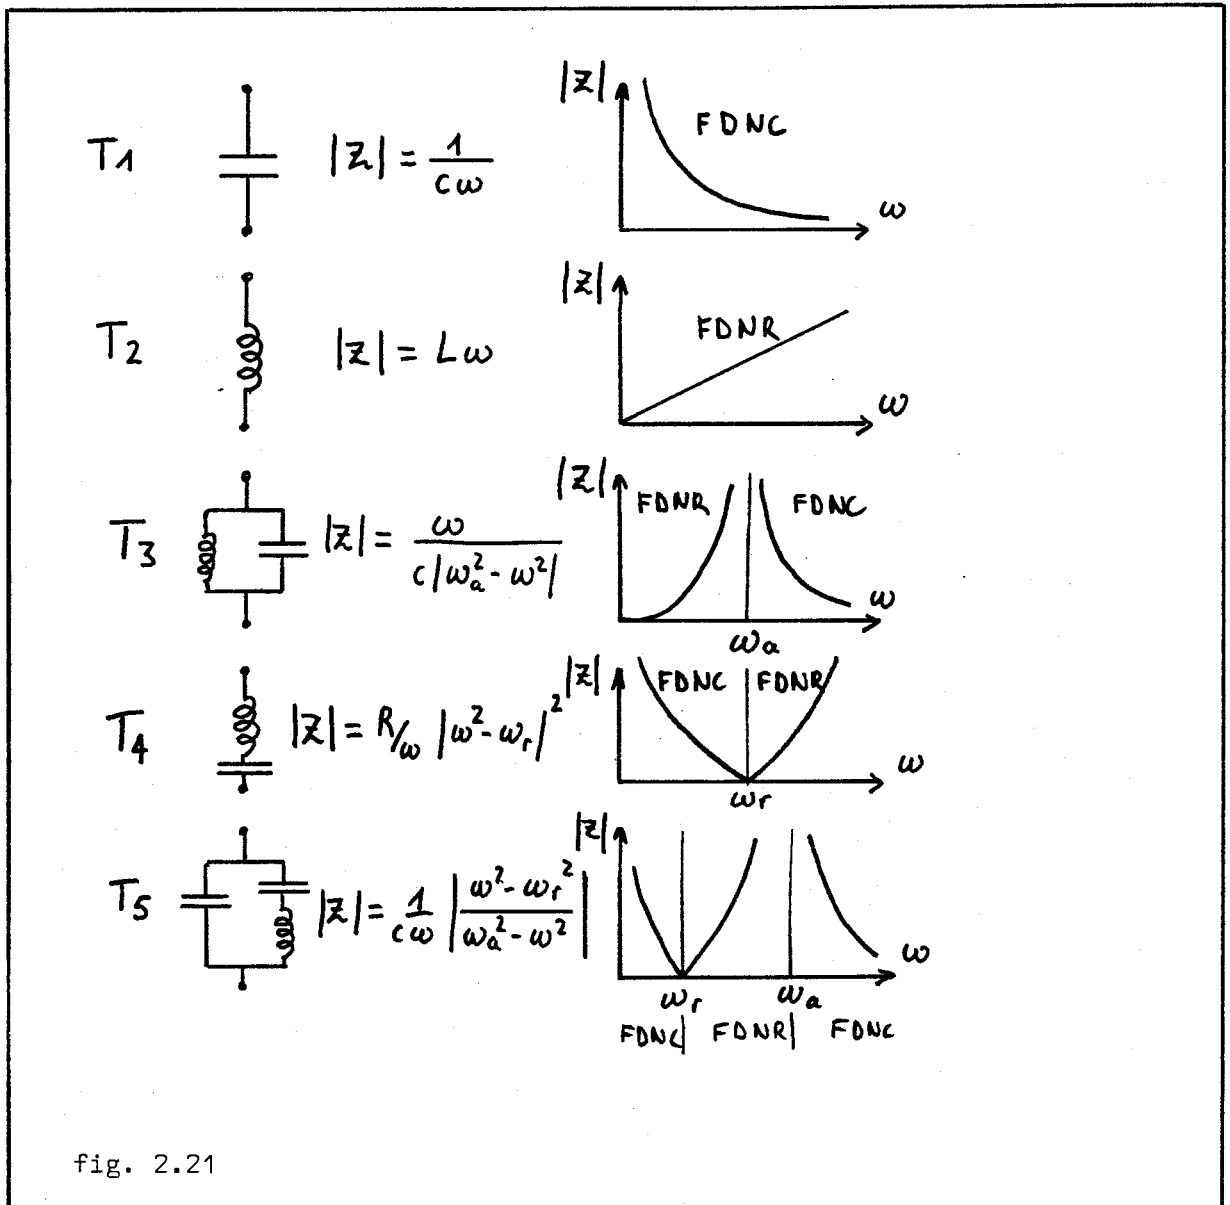 T1 |Z| = 1/cω |Z| FDNC ω
T2 |Z| = Lω |Z| FDNR ω
T3 |Z| = ω/c|ωa² - ω²| |Z| FDNR FDNC ω
ωa
T4 |Z| = R/ω |ω² - ωr|² |Z| FDNC FDNR ω
ωr
T5 |Z| = 1/cω |ω² - ωr²/ωa² - ω²| |Z| ω
ωr ωa
FDNC| FDNR| FDNC
fig. 2.21